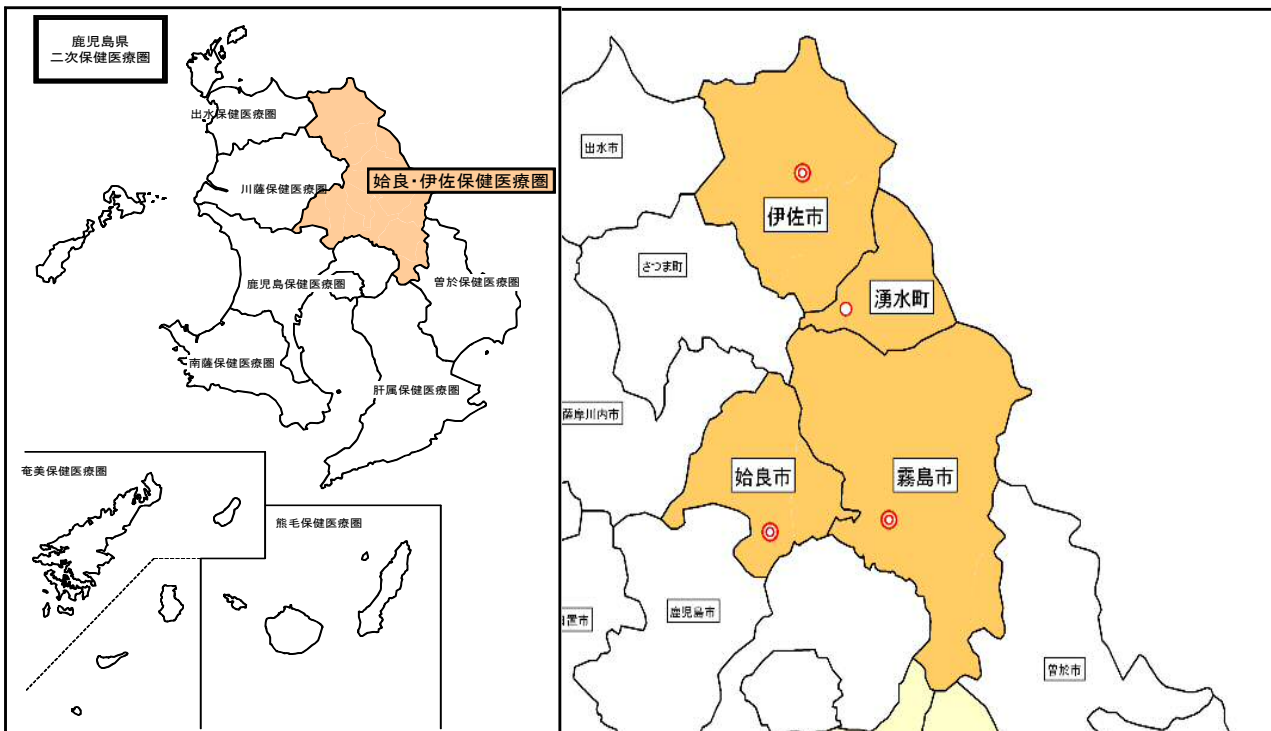 鹿児島県
二次保健医療圏
出水保健医療圏
川薩保健医療圏
姶良・伊佐保健医療圏
鹿児島保健医療圏
曽於保健医療圏
南薩保健医療圏
肝属保健医療圏
奄美保健医療圏
熊毛保健医療圏
出水市
伊佐市
さつま町
湧水町
薩摩川内市
姶良市
霧島市
鹿児島市
日置市
曽於市